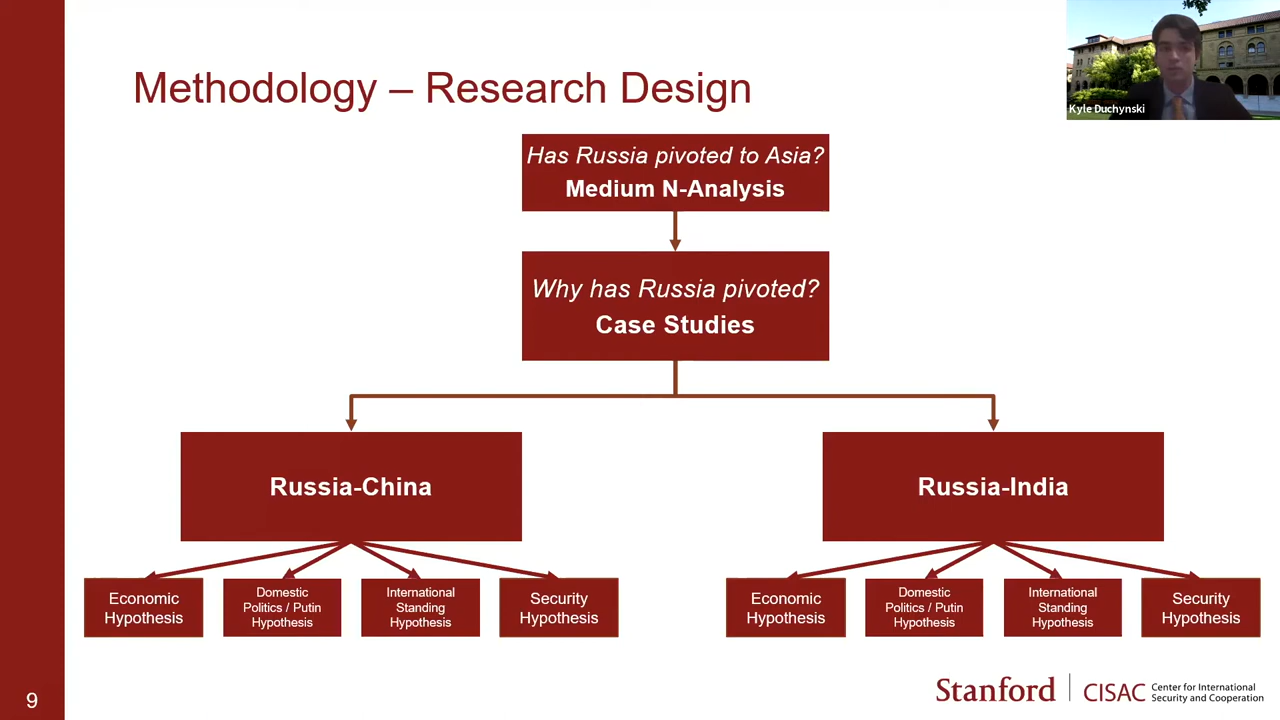 Methodology – Research Design
Kyle Duchynski
Has Russia pivoted to Asia?
Medium N-Analysis
Why has Russia pivoted?
Case Studies
Russia-China
Russia-India
Economic
Hypothesis
Domestic
Politics / Putin
Hypothesis
International
Standing
Hypothesis
Security
Hypothesis
Economic
Hypothesis
Domestic
Politics / Putin
Hypothesis
International
Standing
Hypothesis
Security
Hypothesis
9
Stanford
CISAC
Center for International
Security and Cooperation